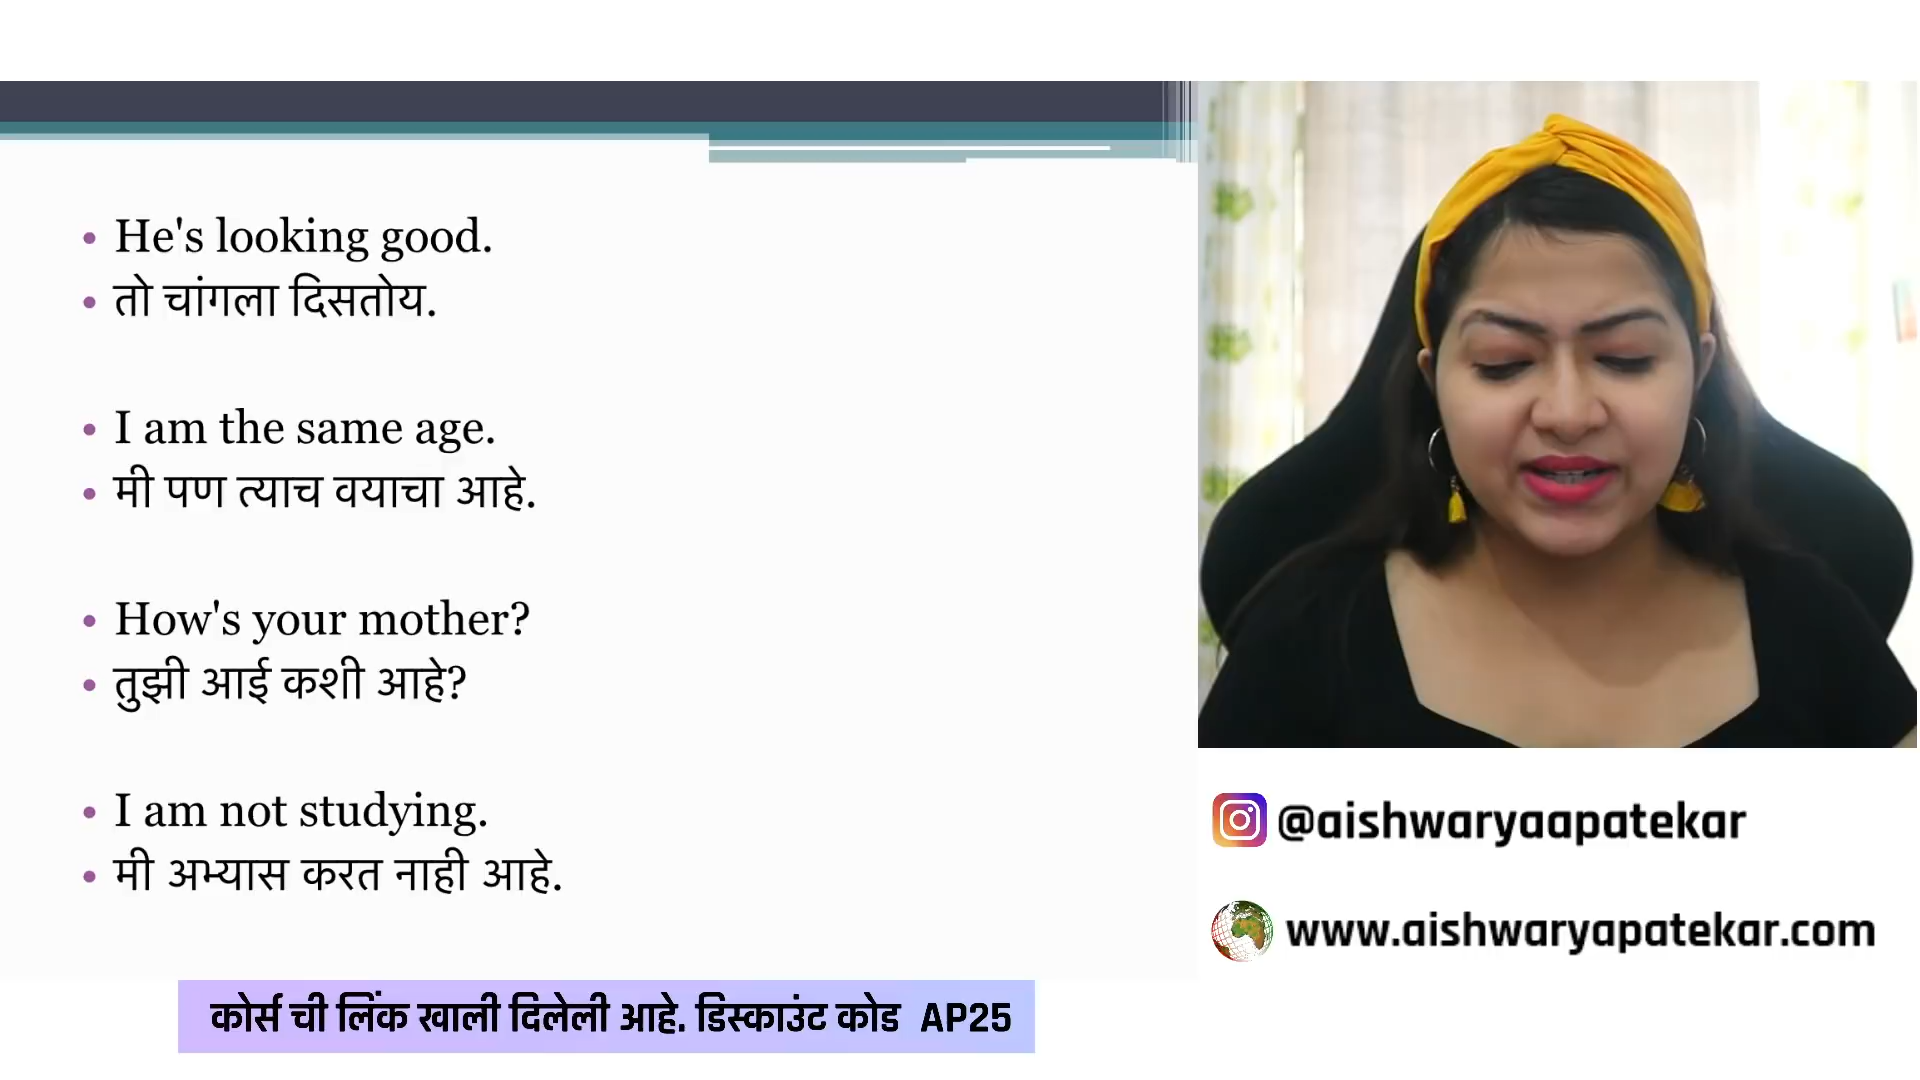 He's looking good.
तो चांगला दिसतोय.
I am the same age.
मी पण त्याच वयाचा आहे.
How's your mother?
तुझी आई कशी आहे?
I am not studying.
मी अभ्यास करत नाही आहे.
@aishwaryaapatekar
www.aishwaryapatekar.com
कोर्स ची लिंक खाली दिलेली आहे. डिस्काउंट कोड AP25